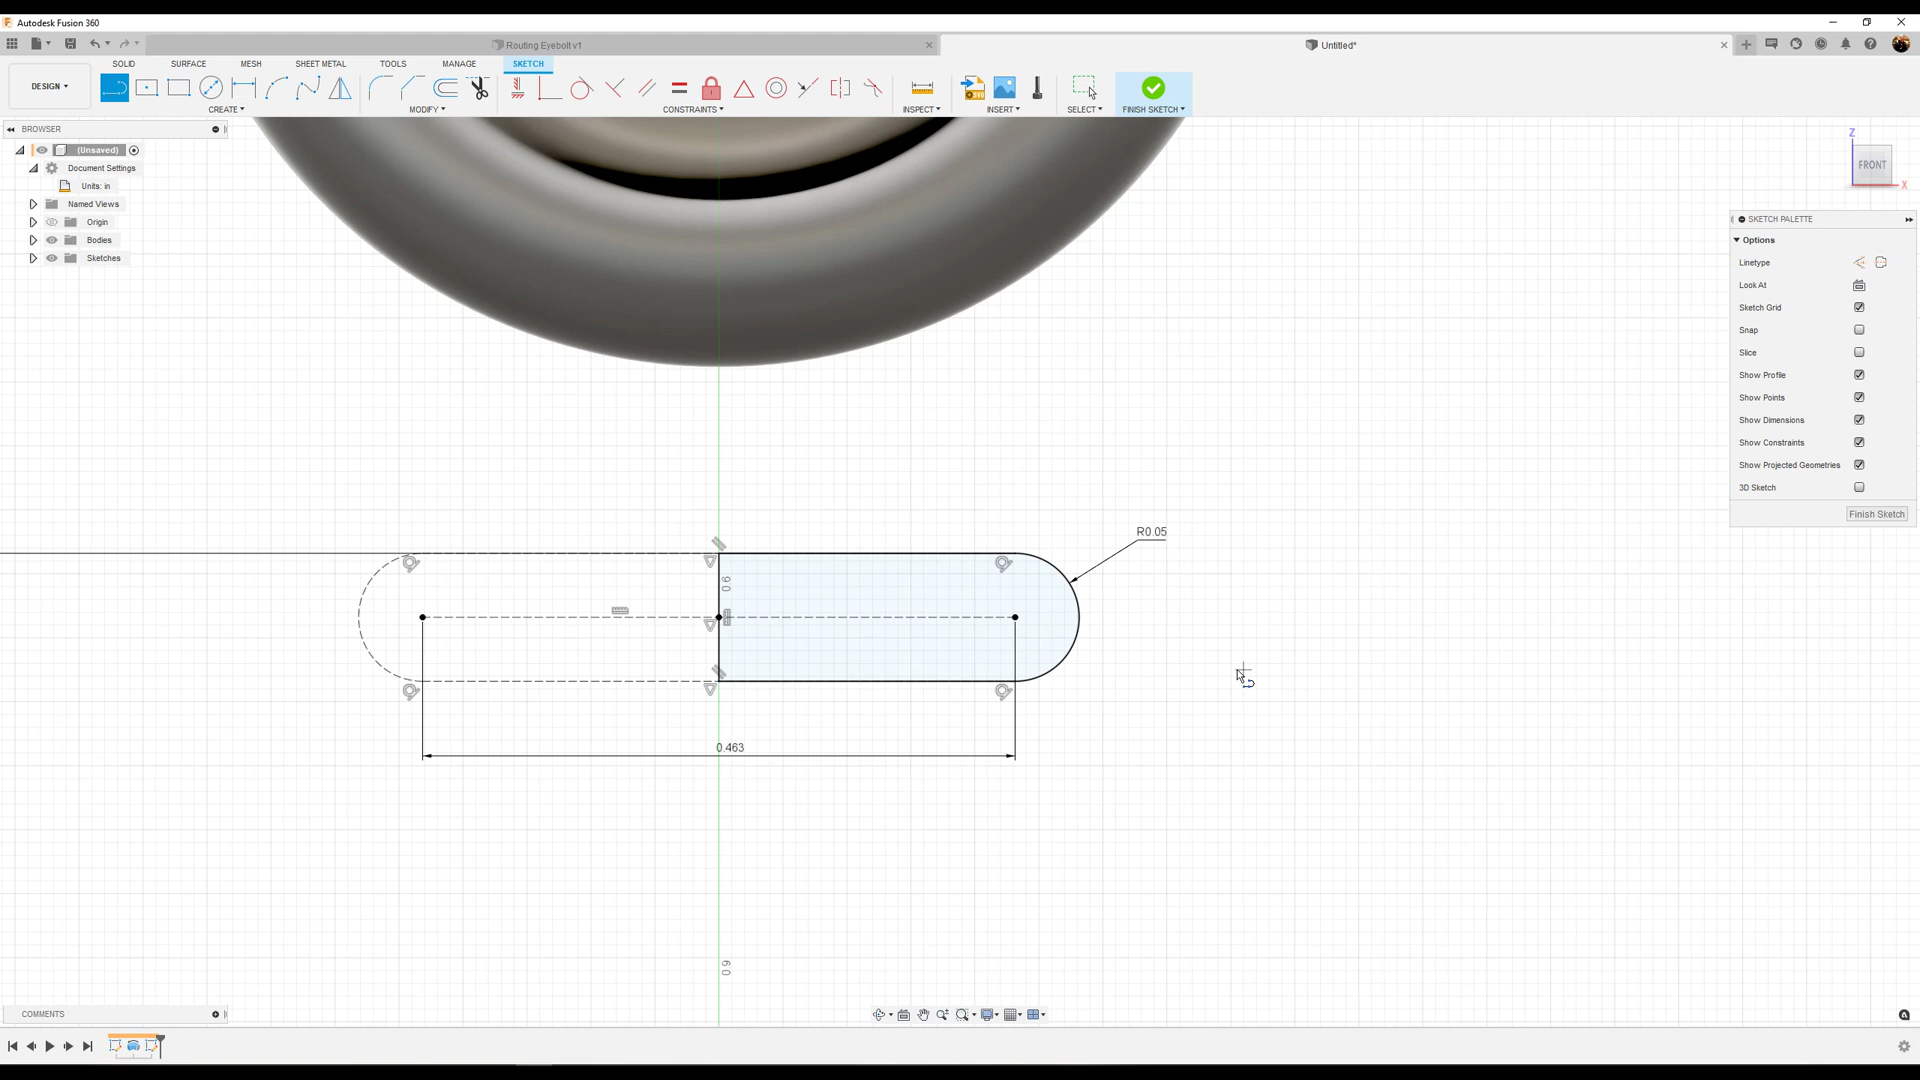 Autodesk Fusion 360
Routing Eyebolt v1
Untitled*
DESIGN
SOLID
SURFACE
MESH
SHEET METAL
TOOLS
MANAGE
SKETCH
CREATE
MODIFY
CONSTRAINTS
INSPECT
INSERT
SELECT
FINISH SKETCH
BROWSER
(Unsaved)
Document Settings
Units: in
Named Views
Origin
Bodies
Sketches
Z
FRONT
X
SKETCH PALETTE
Options
Linetype
Look At
Sketch Grid
Snap
Slice
Show Profile
Show Points
Show Dimensions
Show Constraints
Show Projected Geometries
3D Sketch
Finish Sketch
R0.05
0.463
COMMENTS